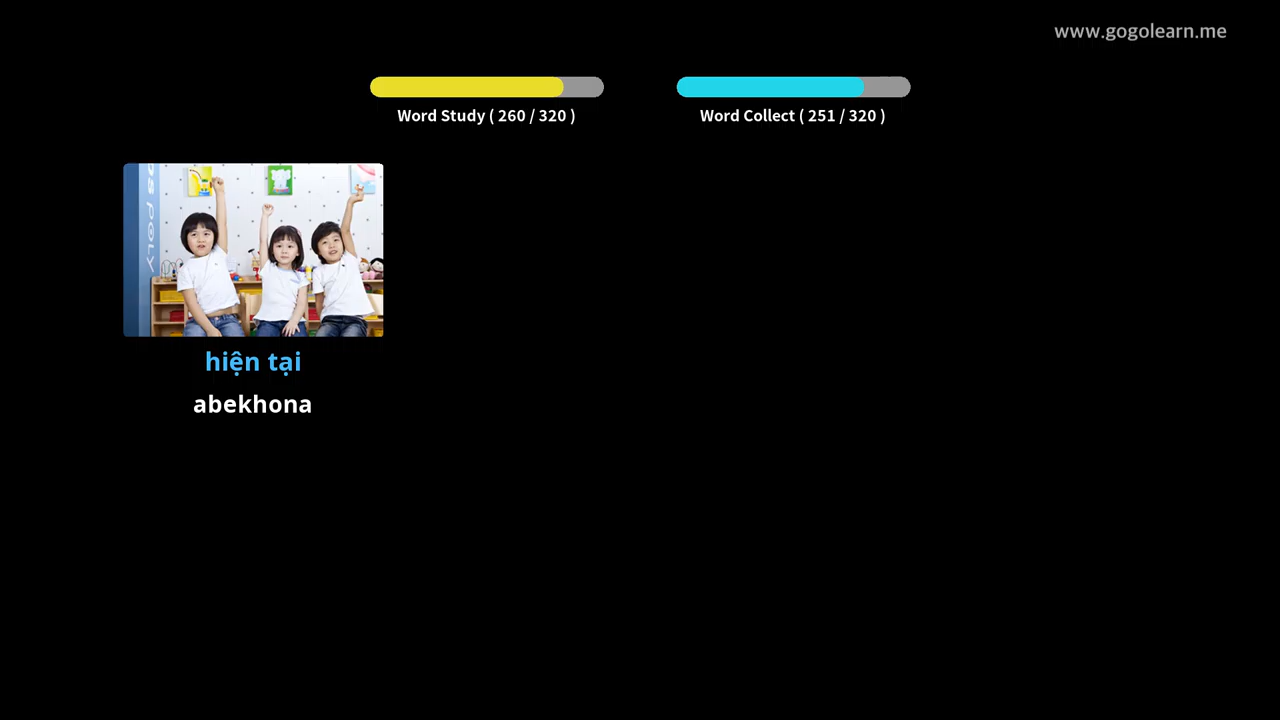 www.gogolearn.me
Word Study ( 260 / 320 )
Word Collect ( 251 / 320 )
hiện tại
abekhona